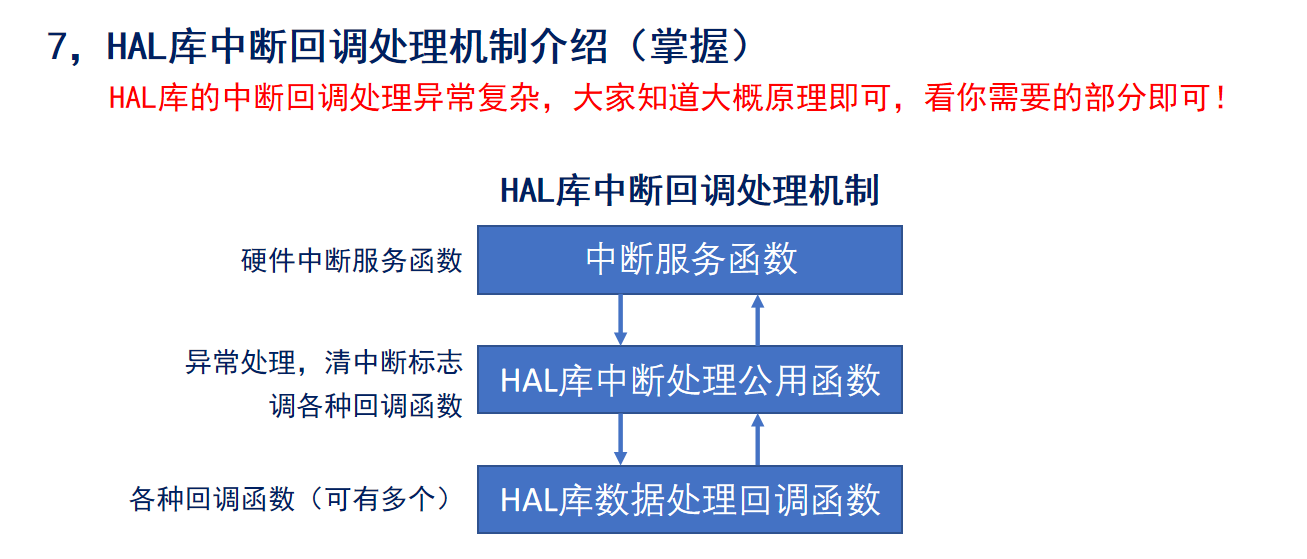 7，HAL库中断回调处理机制介绍（掌握）
HAL库的中断回调处理异常复杂，大家知道大概原理即可，看你需要的部分即可！
HAL库中断回调处理机制
硬件中断服务函数
中断服务函数
异常处理，清中断标志
调各种回调函数
HAL库中断处理公用函数
各种回调函数（可有多个）
HAL库数据处理回调函数